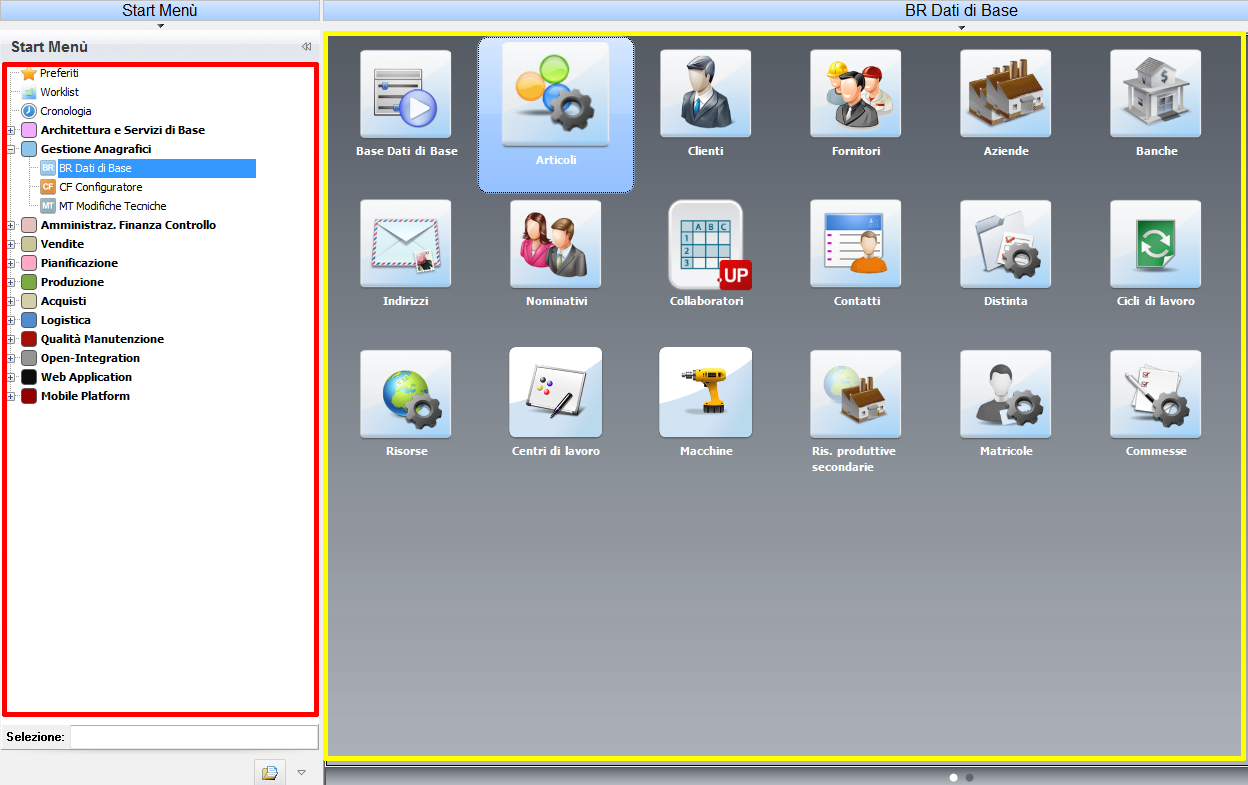 Start Menù
BR Dati di Base
Start Menù
Preferiti
Worklist
Cronologia
Architettura e Servizi di Base
Gestione Anagrafici
BR BR Dati di Base
CF CF Configuratore
MT MT Modifiche Tecniche
Amministraz. Finanza Controllo
Vendite
Pianificazione
Produzione
Acquisti
Logistica
Qualità Manutenzione
Open-Integration
Web Application
Mobile Platform
Selezione:
Base Dati di Base
Articoli
Clienti
Fornitori
Aziende
$
Banche
Indirizzi
Nominativi
A B C
1
2
3
.UP
Collaboratori
Contatti
Distinta
Cicli di lavoro
Risorse
Centri di lavoro
Macchine
Ris. produttive
secondarie
Matricole
Commesse